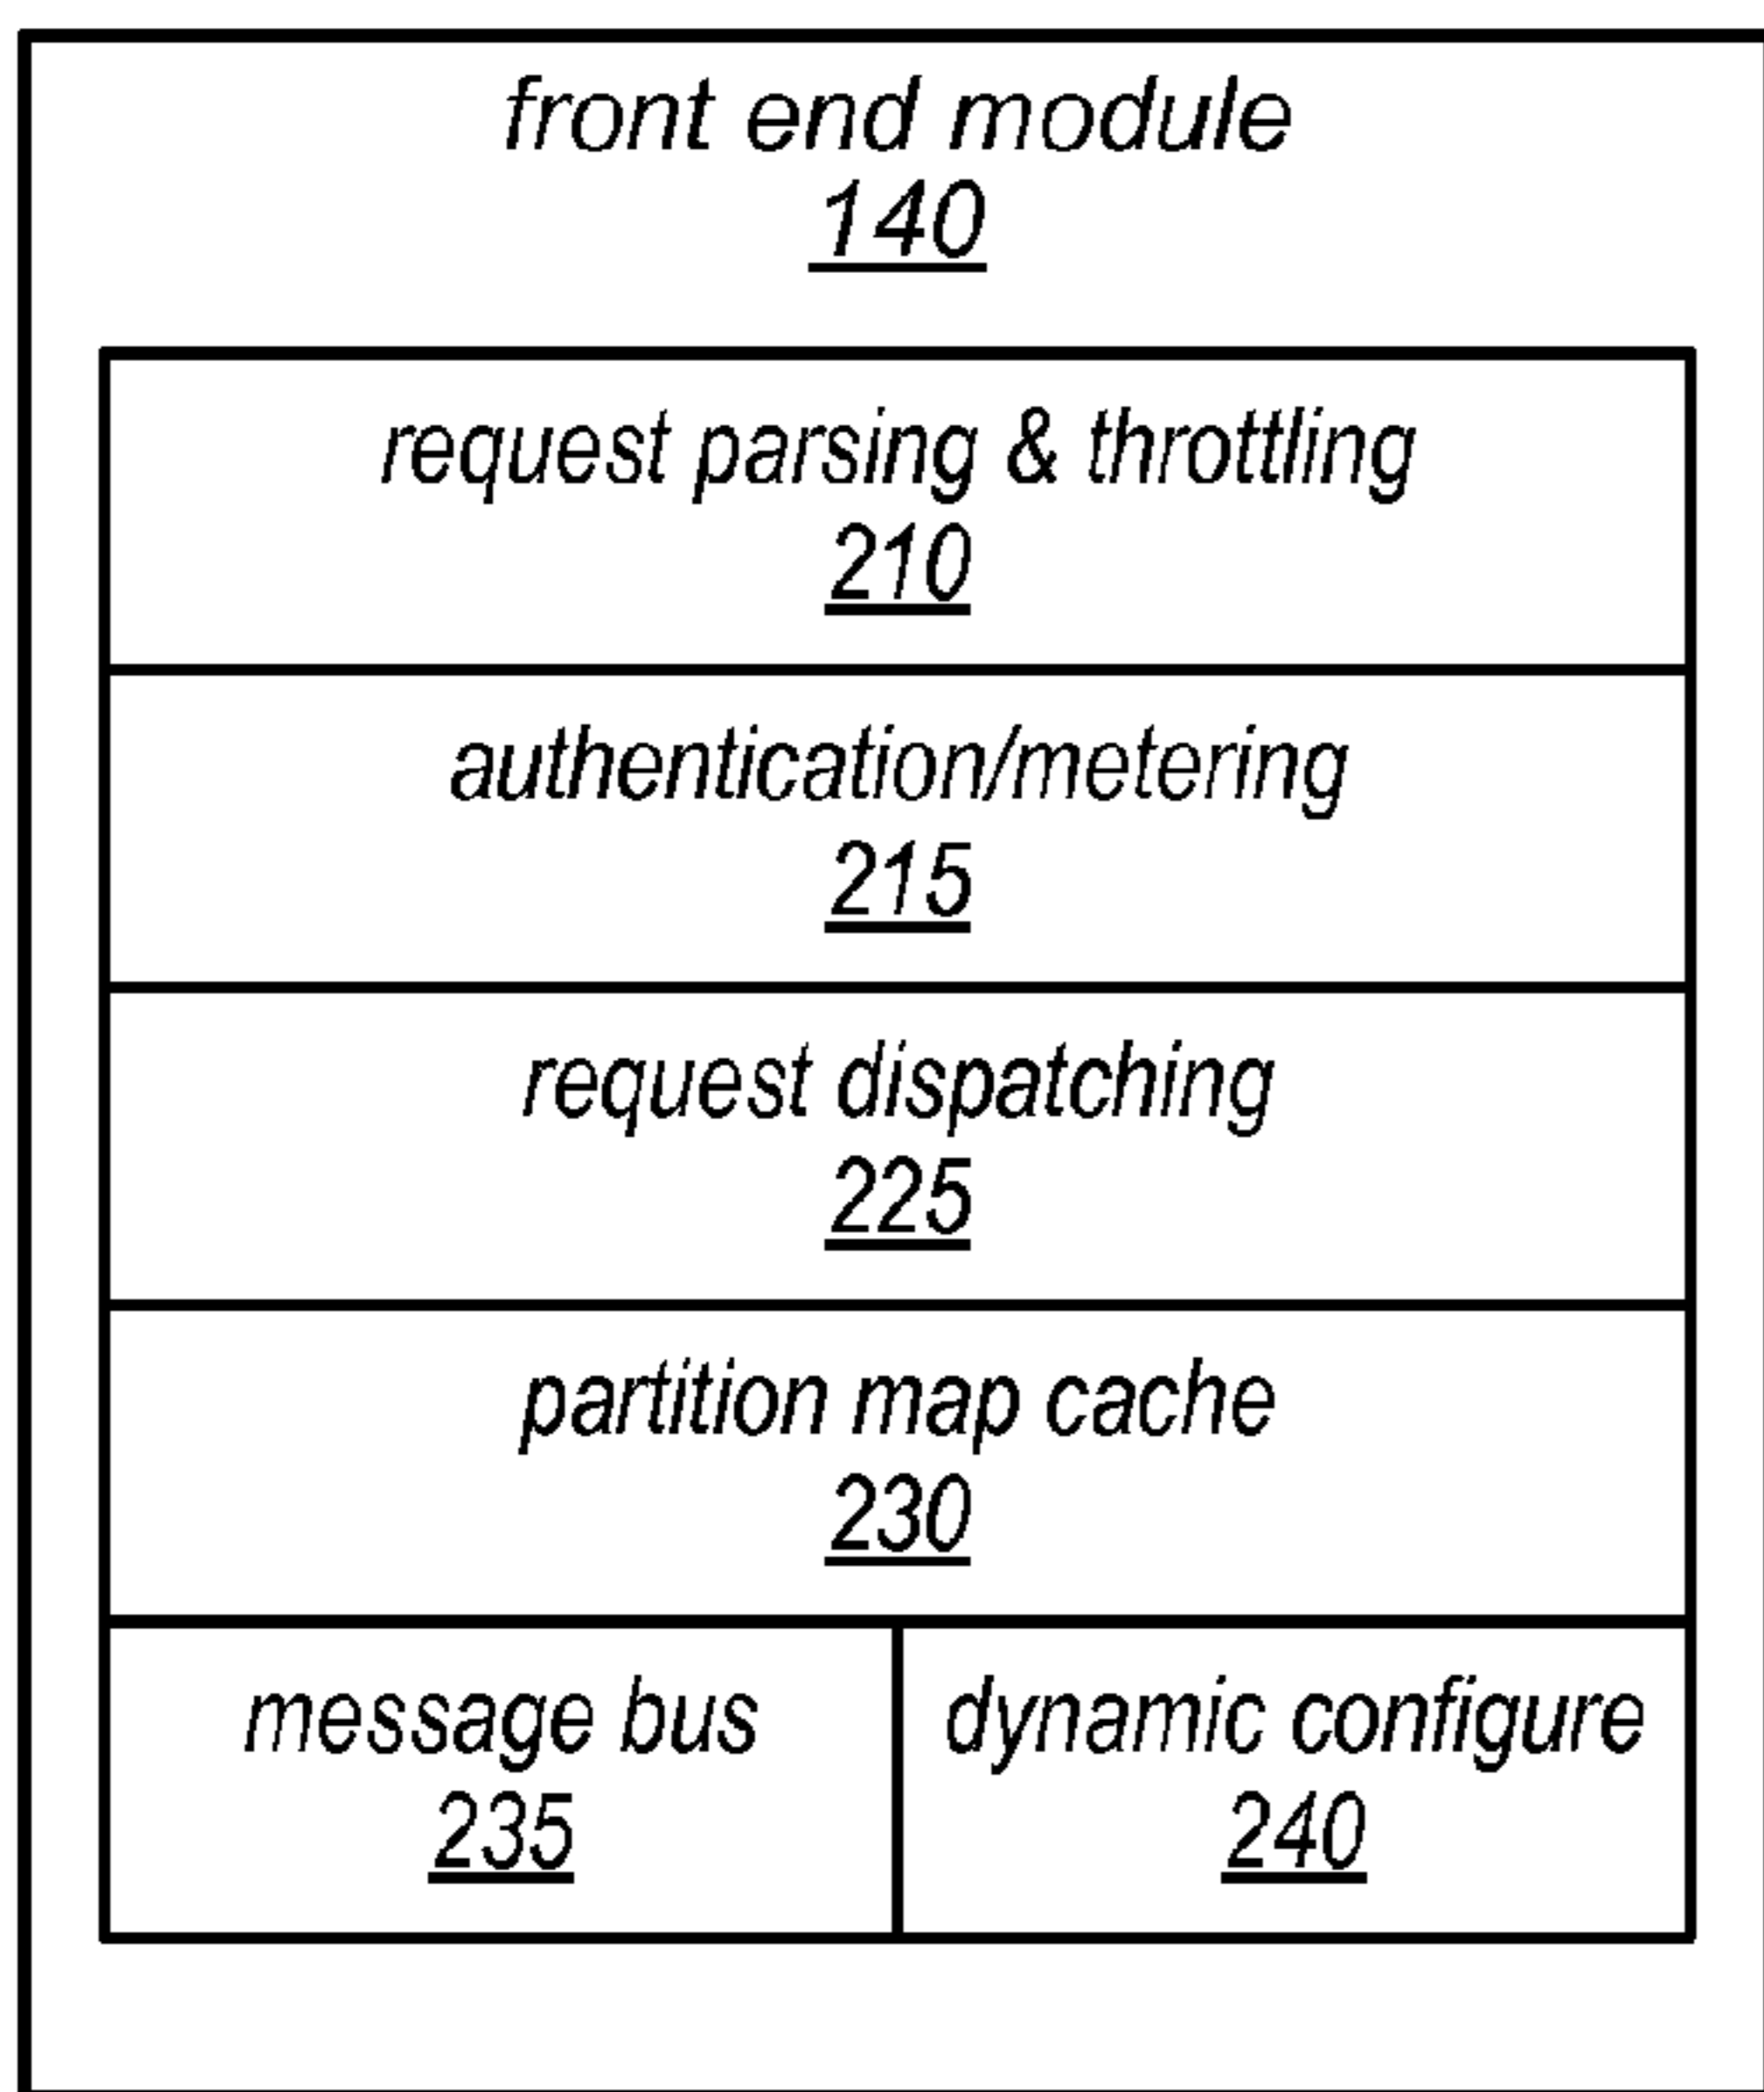 front end module
140
request parsing & throttling
210
authentication/metering
215
request dispatching
225
partition map cache
230
message bus
235
dynamic configure
240